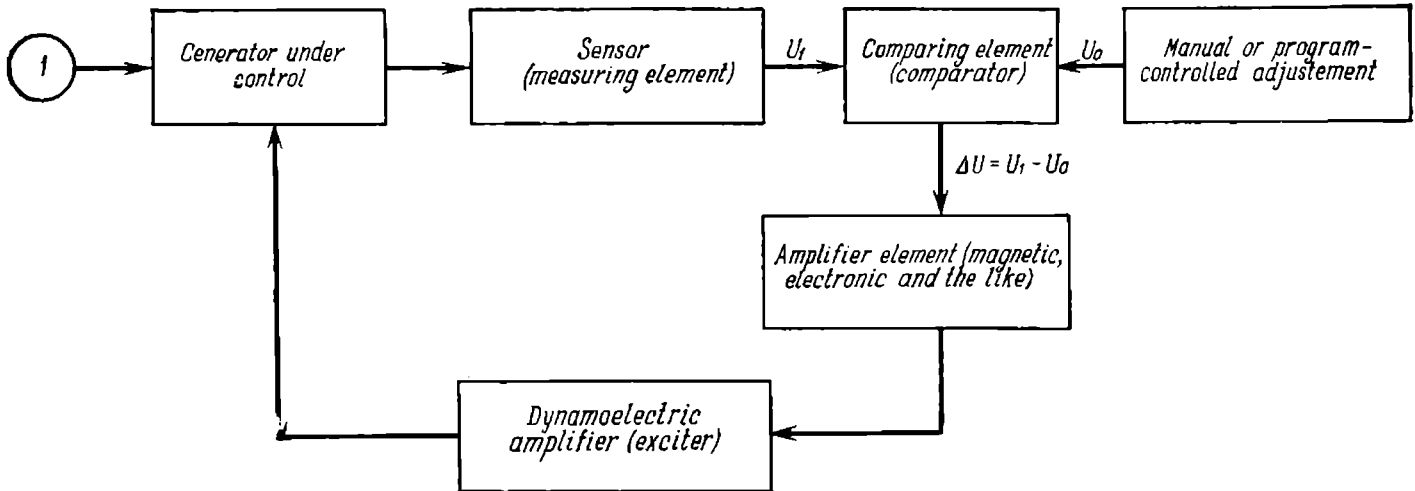 1
Cenerator under
control
Sensor
(measuring element)
U₁
Comparing element
(comparator)
U₀
Manual or program-
controlled adjustement
ΔU = U₁ - U₀
Amplifier element (magnetic,
electronic and the like)
Dynamoelectric
amplifier (exciter)